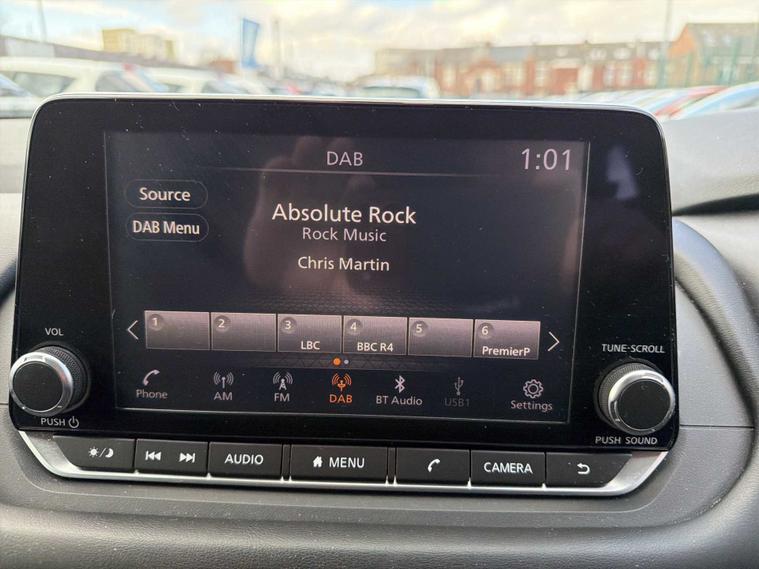 DAB
1:01
Source
DAB Menu
Absolute Rock
Rock Music
Chris Martin
1
2
3
LBC
4
BBC R4
5
6
PremierP
Phone
AM
FM
DAB
BT Audio
USB1
Settings
VOL
PUSH
TUNE·SCROLL
PUSH SOUND
AUDIO
MENU
CAMERA